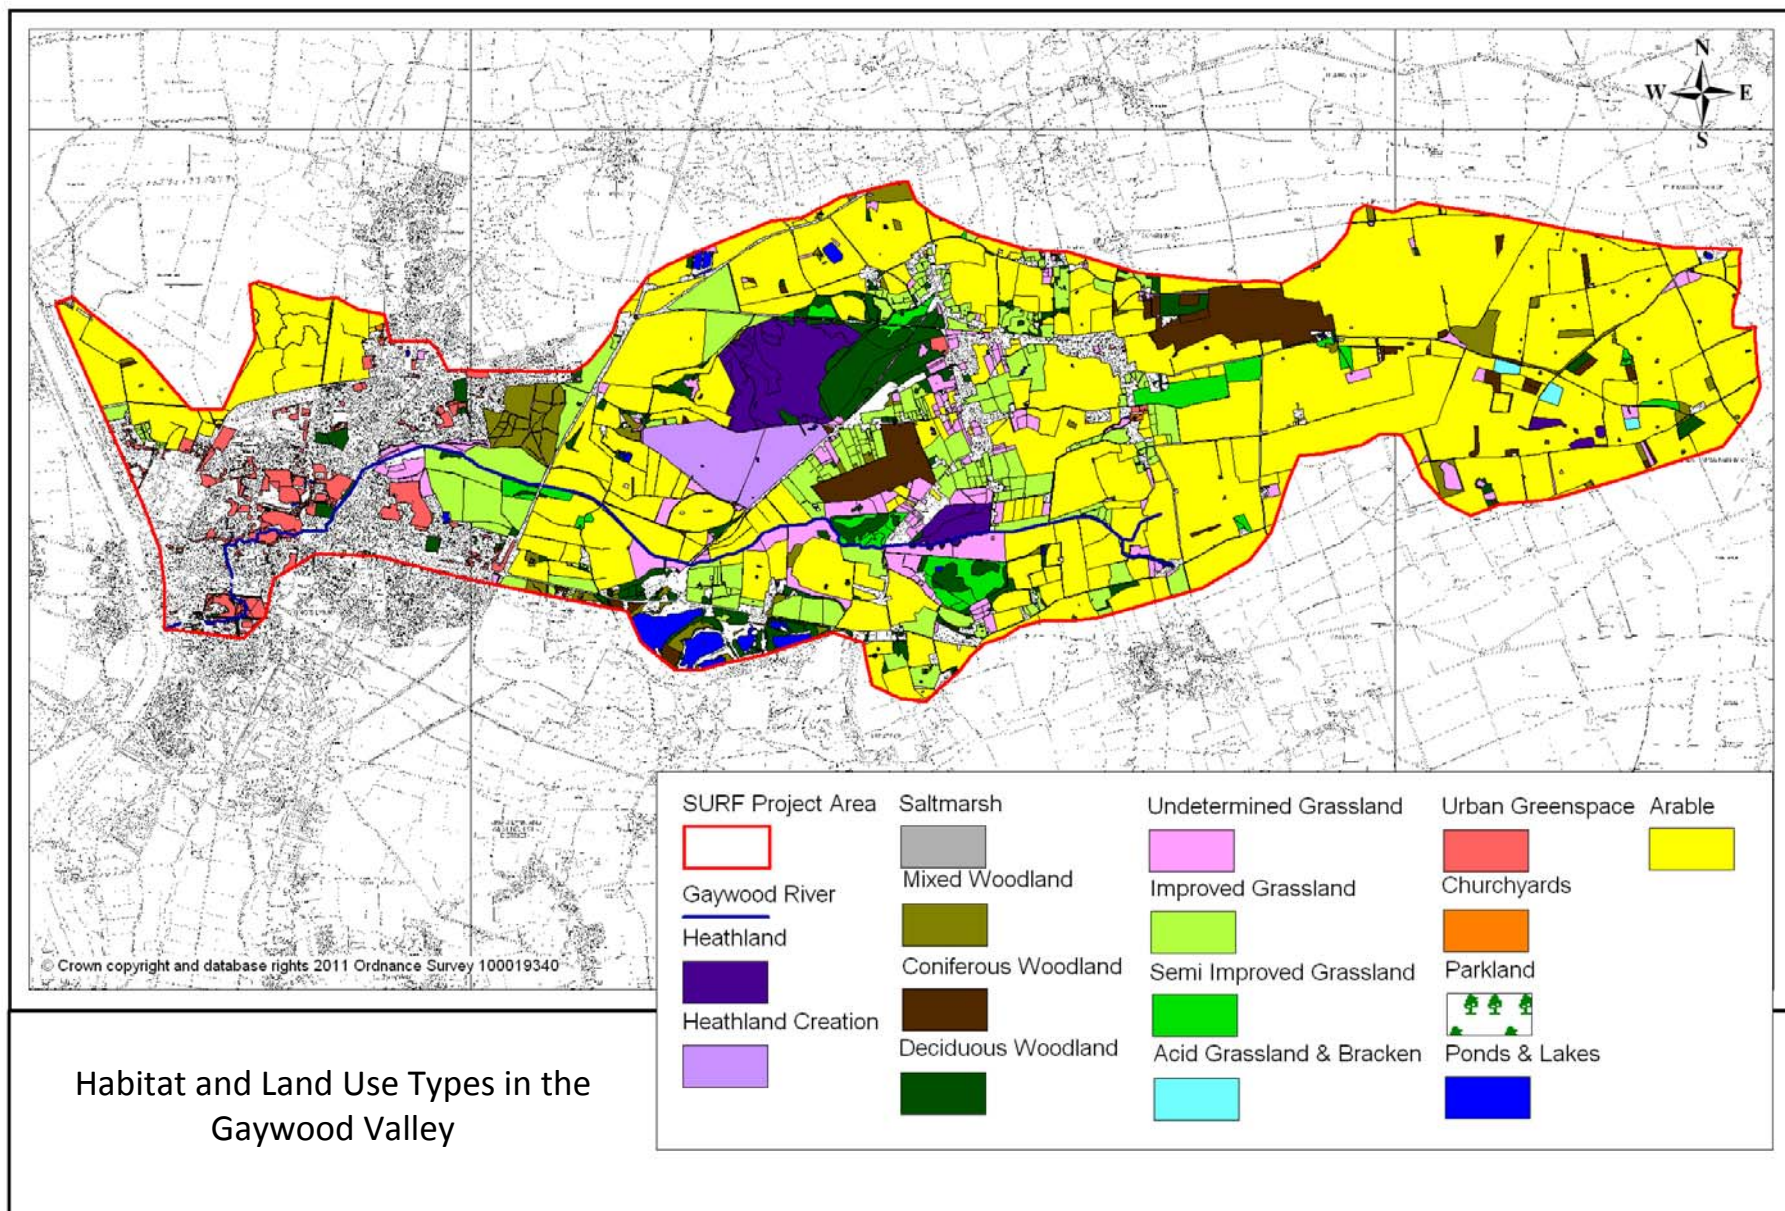 N
W E
S
© Crown copyright and database rights 2011 Ordnance Survey 100019340
SURF Project Area
Gaywood River
Heathland
Heathland Creation
Saltmarsh
Mixed Woodland
Coniferous Woodland
Deciduous Woodland
Undetermined Grassland
Improved Grassland
Semi Improved Grassland
Acid Grassland & Bracken
Urban Greenspace
Churchyards
Parkland
Ponds & Lakes
Arable
Habitat and Land Use Types in the
Gaywood Valley